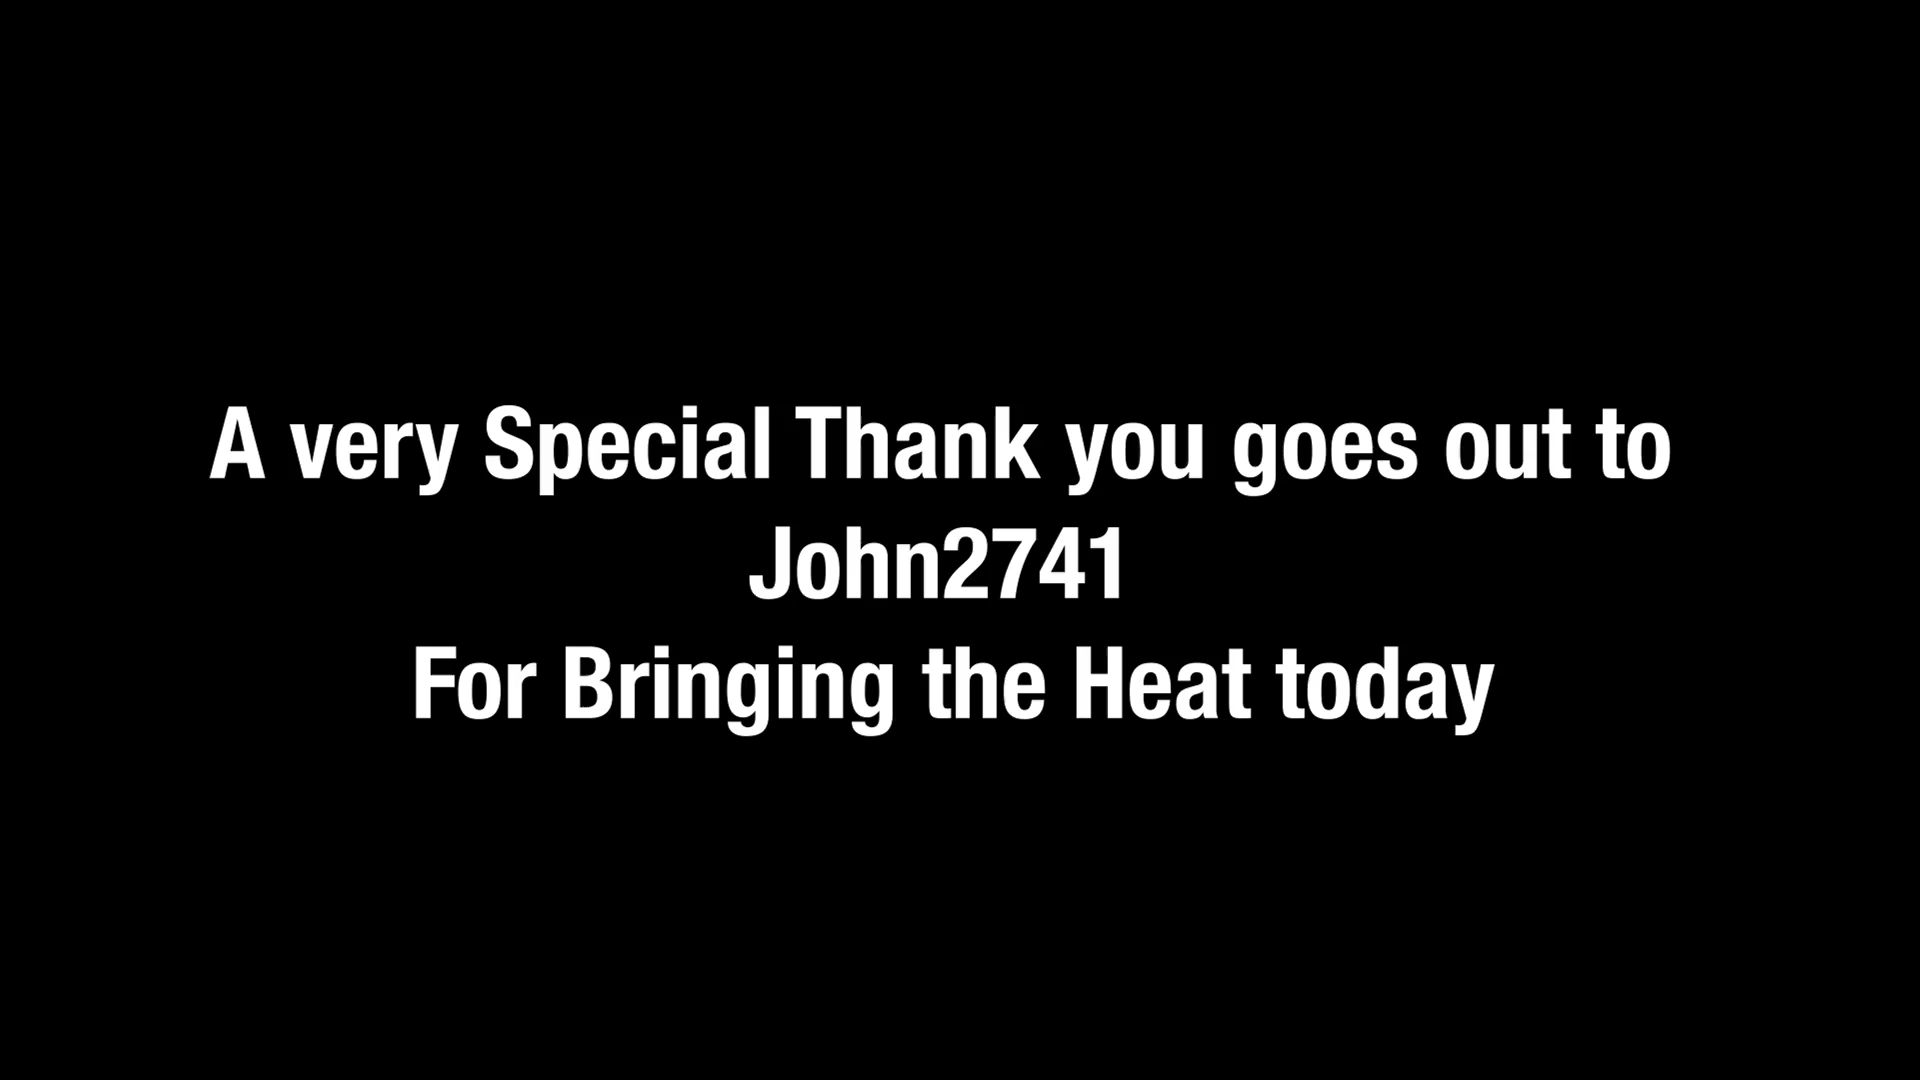 A very Special Thank you goes out to
John2741
For Bringing the Heat today